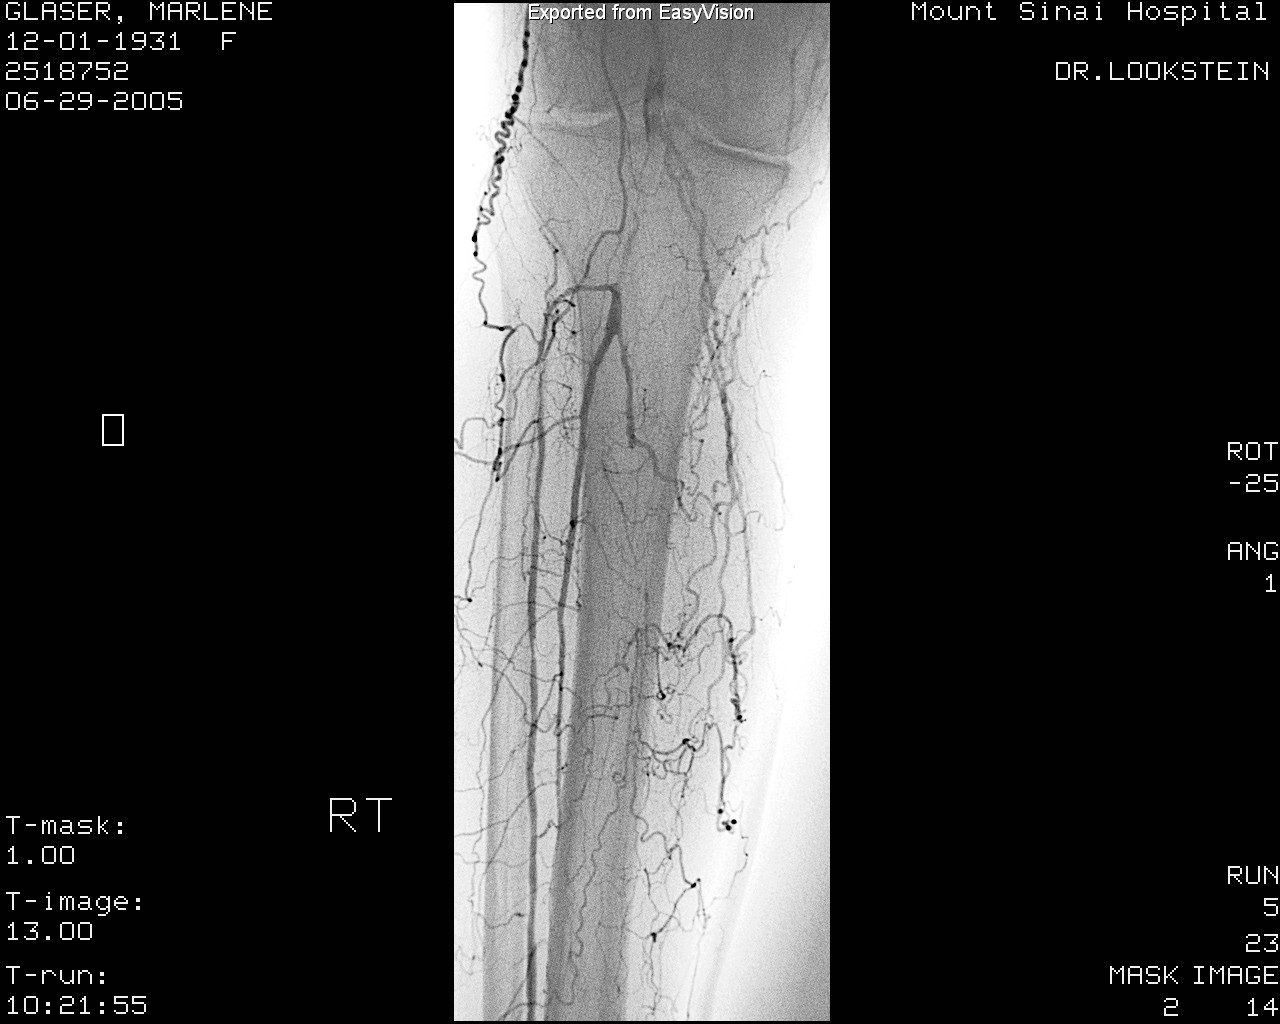 Exported from EasyVision
GLASER, MARLENE
12-01-1931 F
2518752
06-29-2005
Mount Sinai Hospital
DR.LOOKSTEIN
ROT
-25
ANG
1
RT
T-mask:
1.00
T-image:
13.00
T-run:
10:21:55
RUN
5
23
MASK IMAGE
2 14